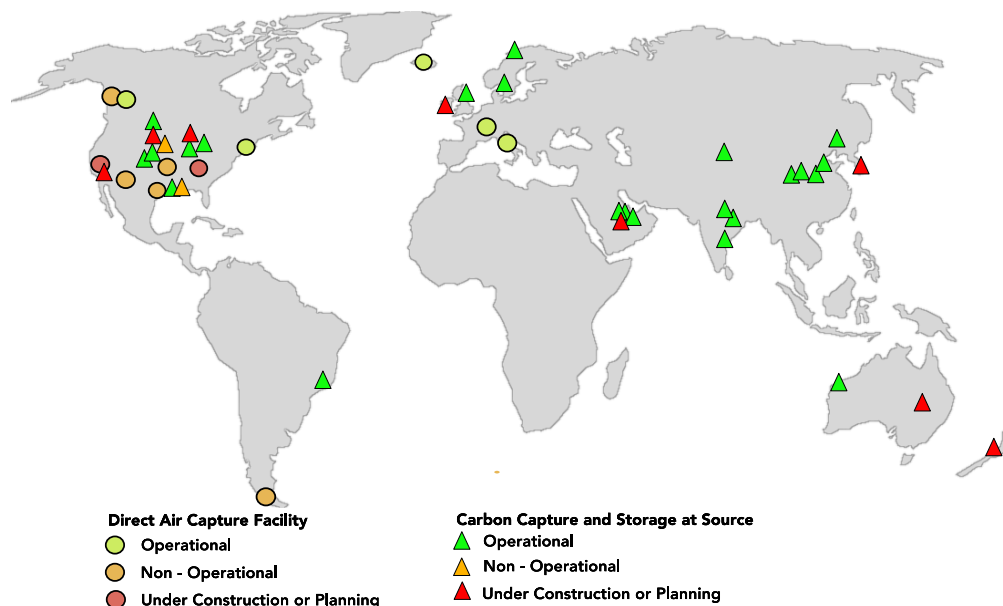 Direct Air Capture Facility
Operational
Non - Operational
Under Construction or Planning
Carbon Capture and Storage at Source
Operational
Non - Operational
Under Construction or Planning